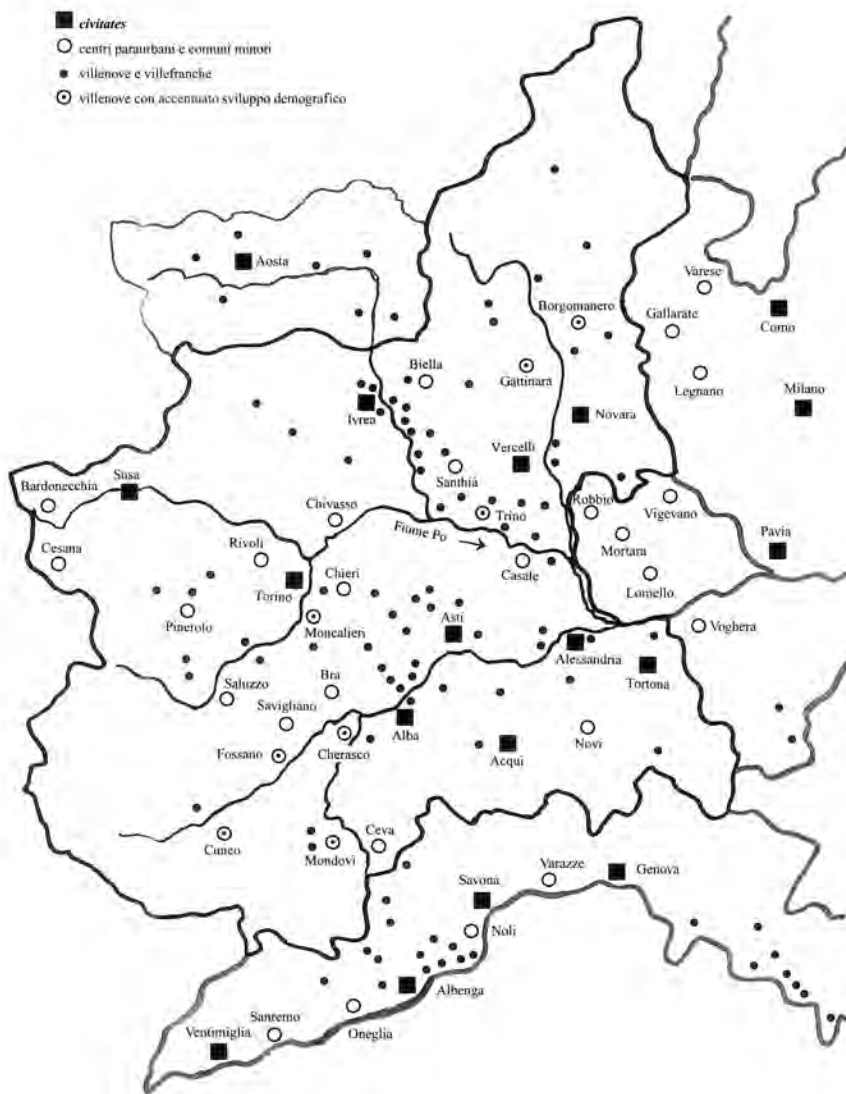 civitates
centri paraurbani e comuni minori
villenove e villefranche
villenove con accentuato sviluppo demografico
Aosta
Varese
Borgomanero
Gallarate
Como
Biella
Gattinara
Legnano
Milano
Ivrea
Novara
Vercelli
Bardonecchia
Susa
Santhià
Chivasso
Trino
Robbio
Vigevano
Fiume Po
Cesana
Rivoli
Mortara
Pavia
Torino
Chieri
Casale
Lomello
Pinerolo
Moncalieri
Asti
Voghera
Alessandria
Tortona
Saluzzo
Bra
Savigliano
Alba
Novi
Fossano
Cherasco
Acqui
Cuneo
Mondovì
Ceva
Savona
Varazze
Genova
Noli
Albenga
Sanremo
Oneglia
Ventimiglia